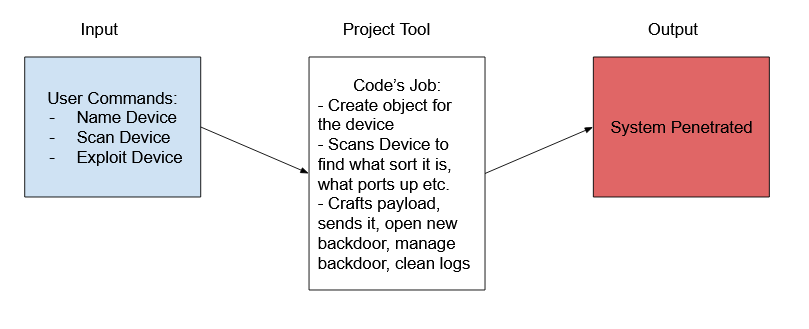 Input
Project Tool
Output
User Commands:
- Name Device
- Scan Device
- Exploit Device
Code's Job:
- Create object for
the device
- Scans Device to
find what sort it is,
what ports up etc.
- Crafts payload,
sends it, open new
backdoor, manage
backdoor, clean logs
System Penetrated